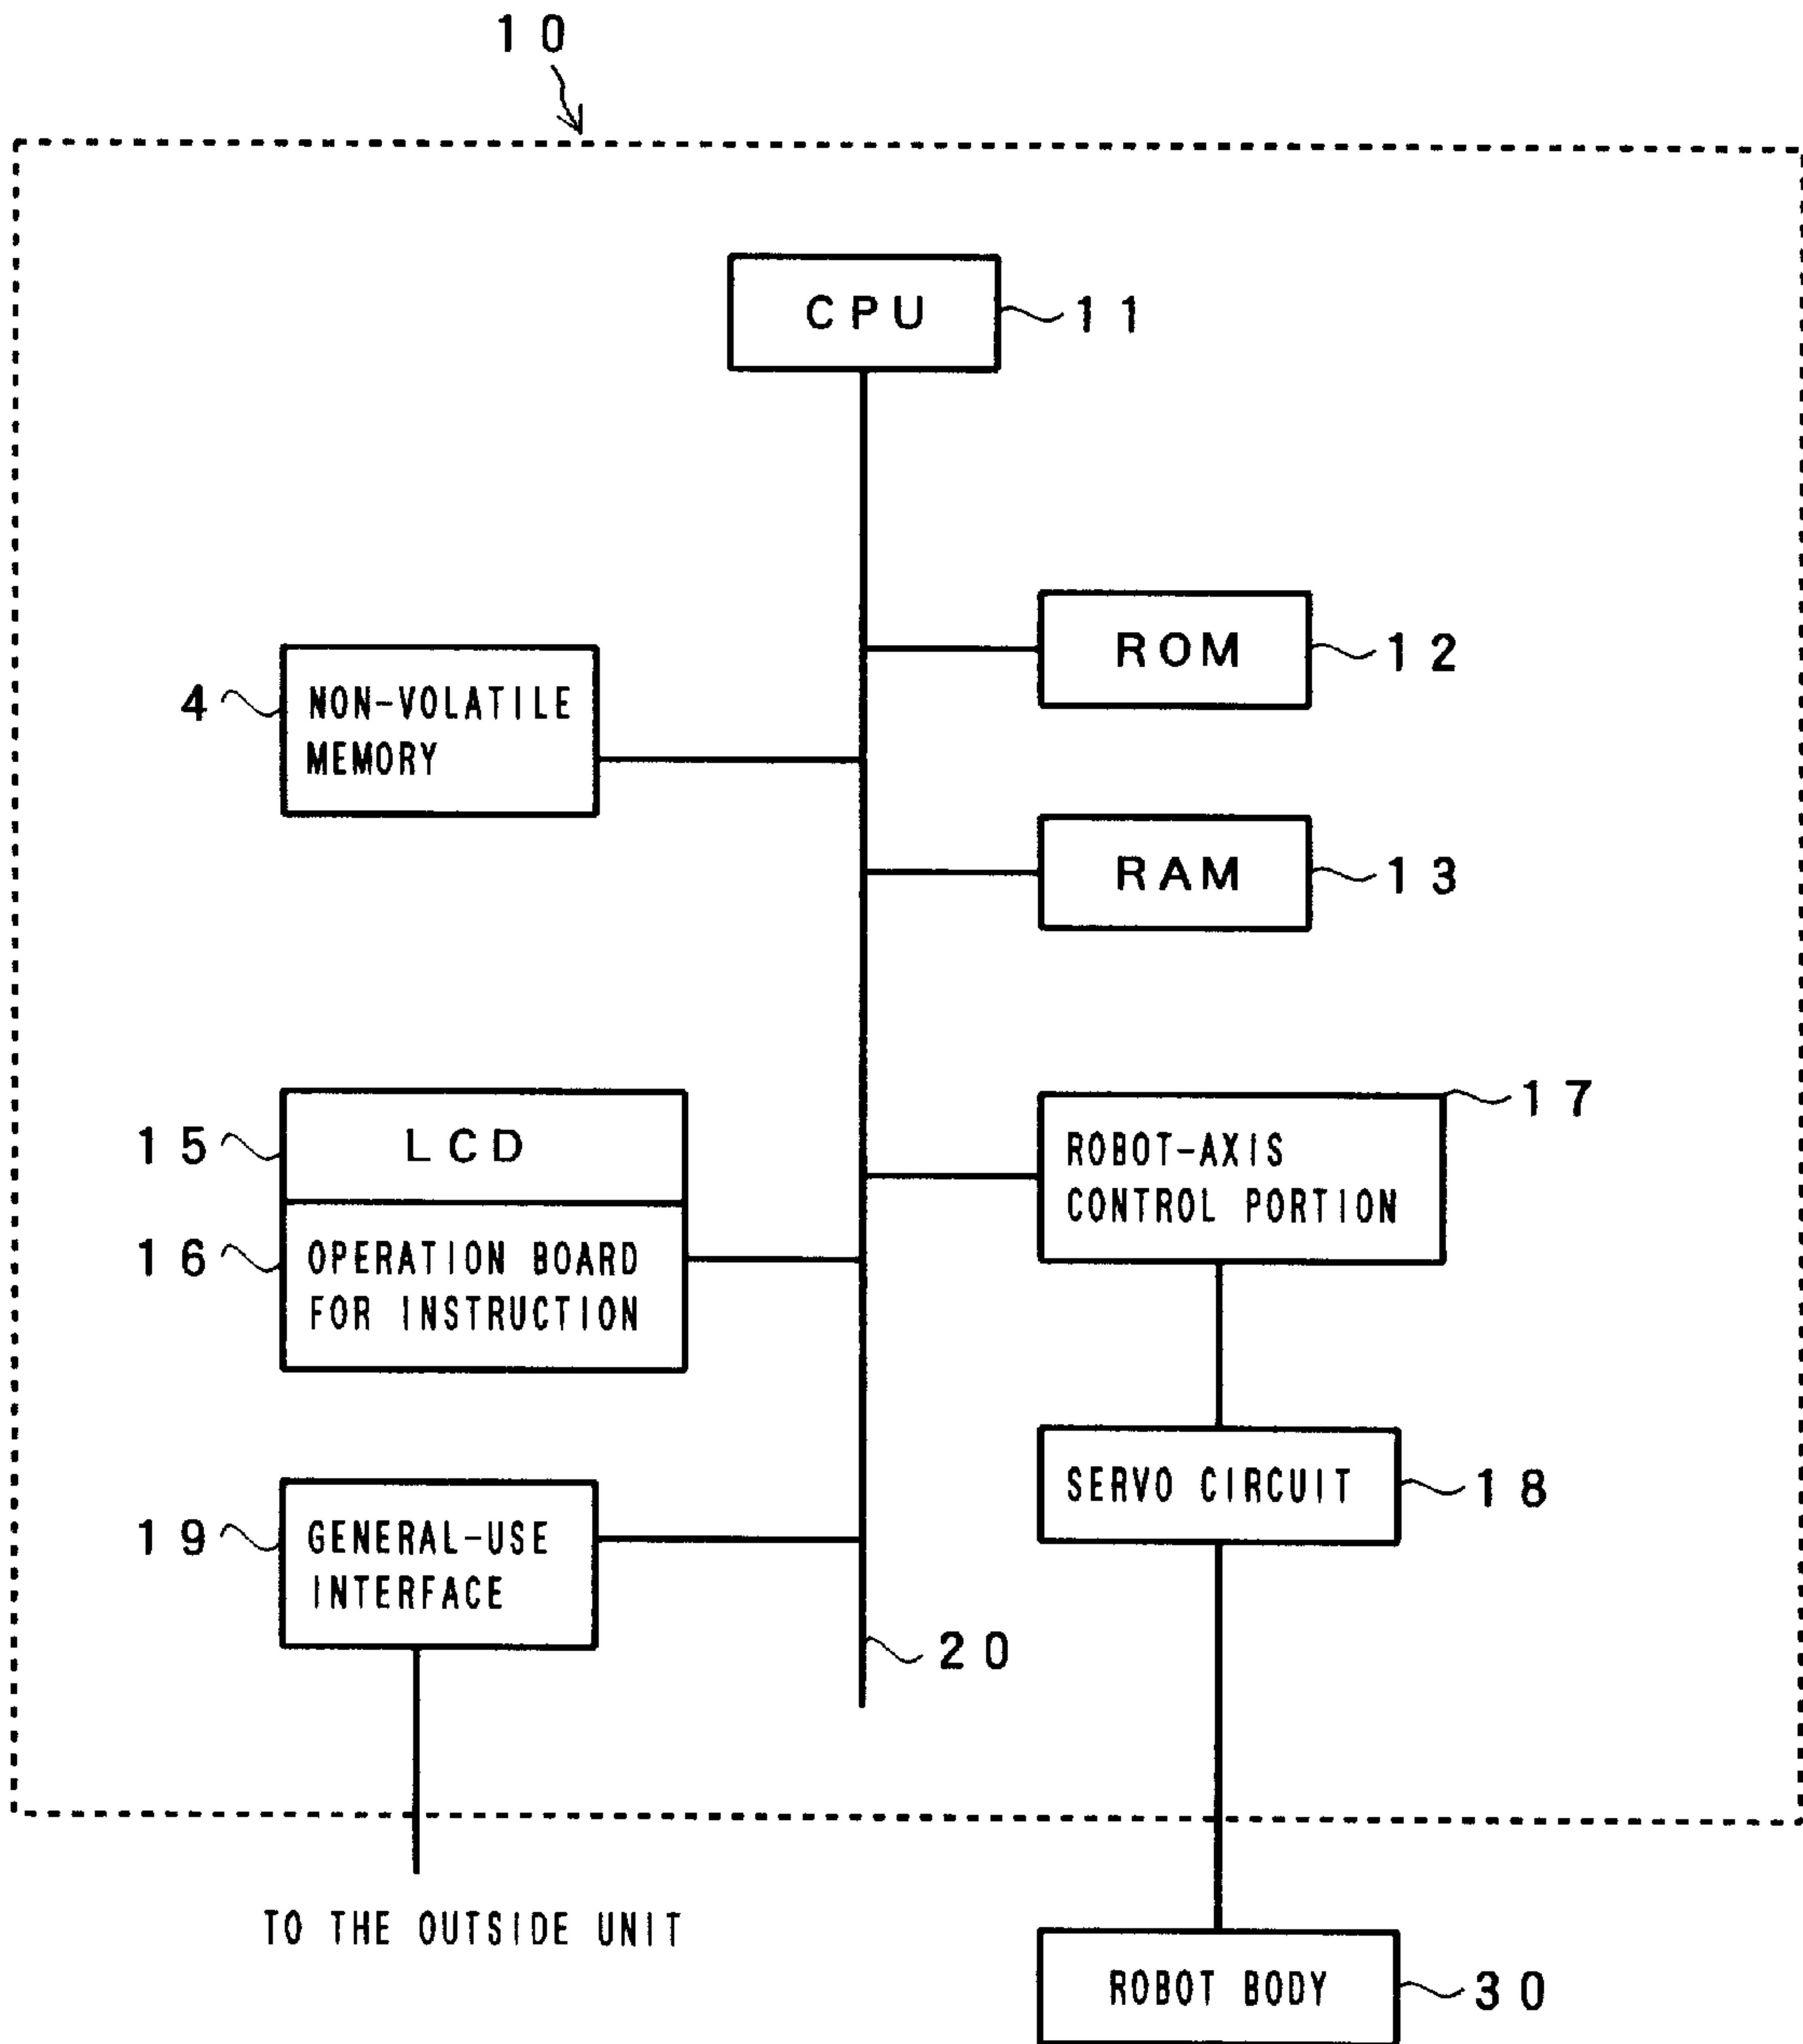 10
CPU
11
ROM
12
4
NON-VOLATILE
MEMORY
RAM
13
15
LCD
17
ROBOT-AXIS
CONTROL PORTION
16
OPERATION BOARD
FOR INSTRUCTION
SERVO CIRCUIT
18
19
GENERAL-USE
INTERFACE
20
TO THE OUTSIDE UNIT
ROBOT BODY
30